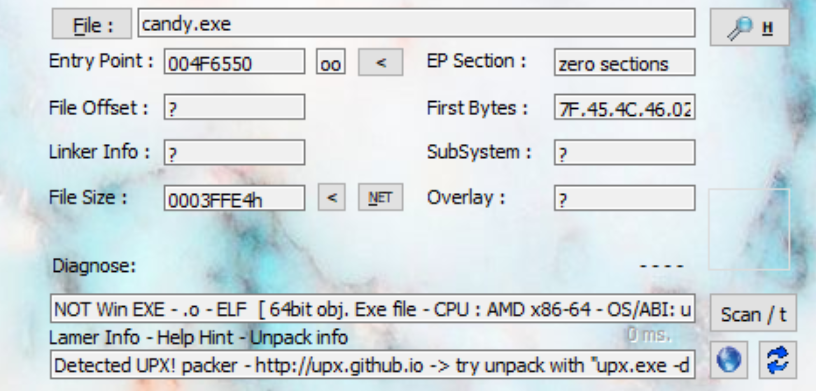 File : candy.exe H
Entry Point : 004F6550 oo < EP Section : zero sections
File Offset : ? First Bytes : 7F.45.4C.46.02
Linker Info : ? SubSystem : ?
File Size : 0003FFE4h < NET Overlay : ?
Diagnose: - - - -
NOT Win EXE - .o - ELF [ 64bit obj. Exe file - CPU : AMD x86-64 - OS/ABI: u
Scan / t
Lamer Info - Help Hint - Unpack info 0 ms.
Detected UPX! packer - http://upx.github.io -> try unpack with "upx.exe -d